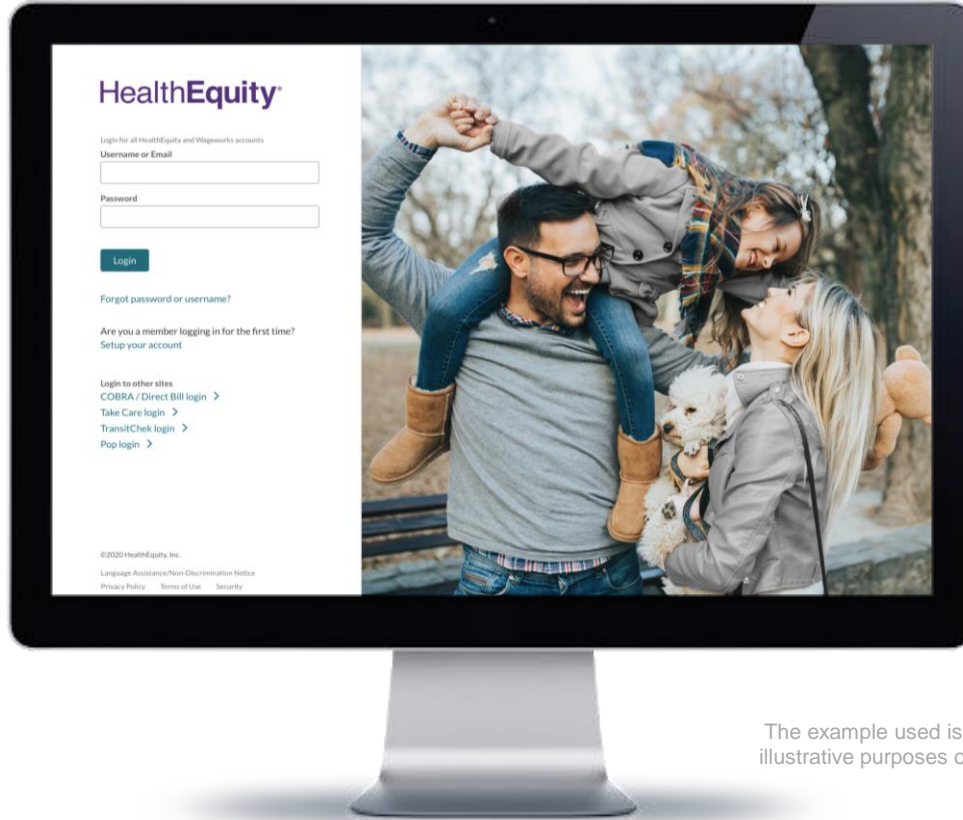 HealthEquity
Login for all HealthEquity and Wageworks accounts
Username or Email
Password
Login
Forgot password or username?
Are you a member logging in for the first time?
Setup your account
Login to other sites
COBRA / Direct Bill login >
Take Care login >
TransitChek login >
Pop login >
©2020 HealthEquity, Inc.
Language Assistance/Non-Discrimination Notice
Privacy Policy Terms of Use Security
The example used is
illustrative purposes